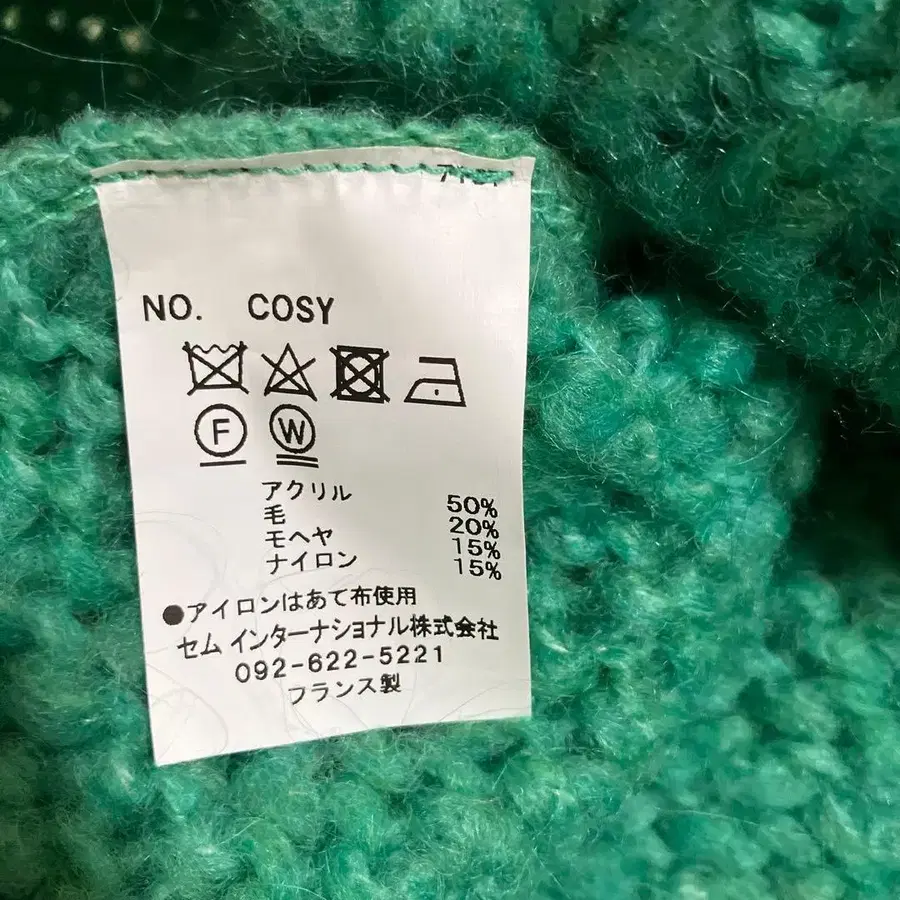 NO. COSY
F W
アクリル 50%
毛 20%
モヘヤ 15%
ナイロン 15%
●アイロンはあて布使用
セム インターナショナル株式会社
092-622-5221
フランス製